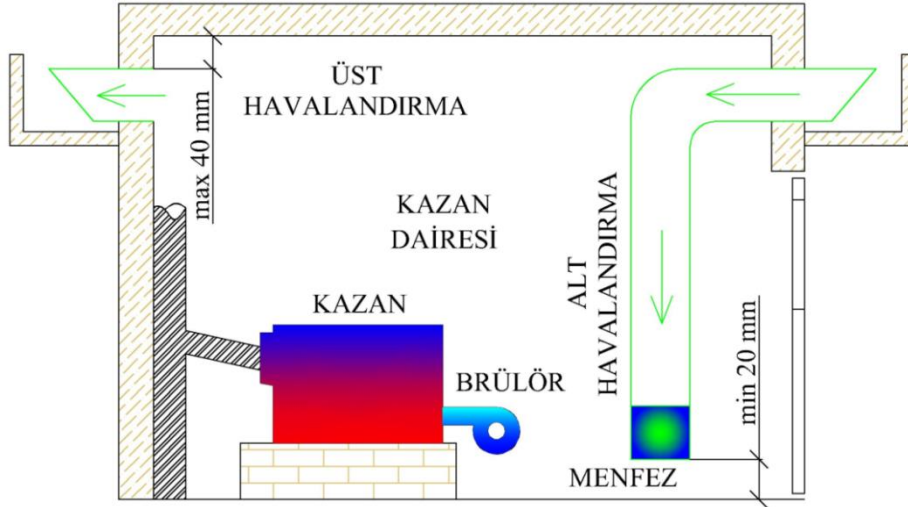 ÜST
HAVALANDIRMA
max 40 mm
KAZAN
DAİRESİ
ALT
HAVALANDIRMA
KAZAN
BRÜLÖR
min 20 mm
MENFEZ